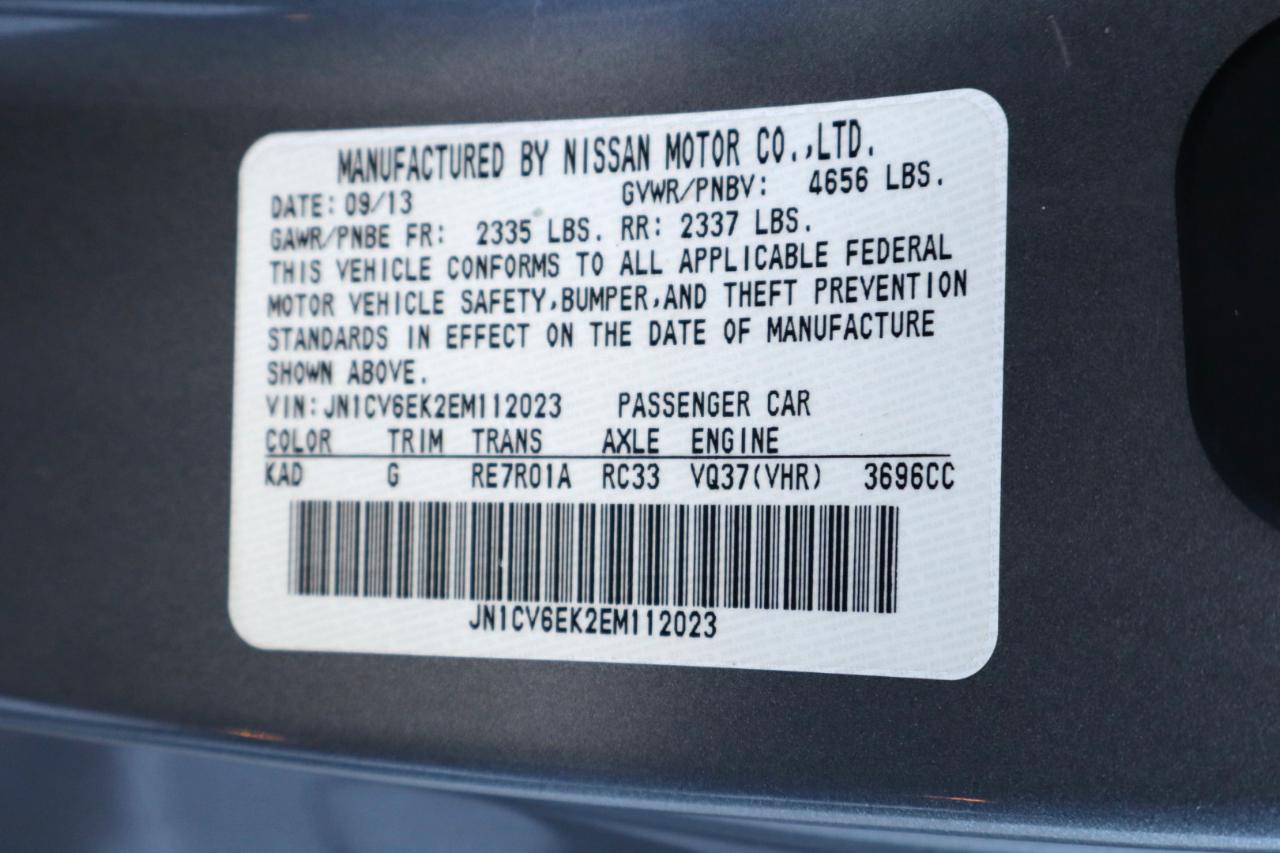 MANUFACTURED BY NISSAN MOTOR CO.,LTD.
DATE: 09/13 GVWR/PNBV: 4656 LBS.
GAWR/PNBE FR: 2335 LBS. RR: 2337 LBS.
THIS VEHICLE CONFORMS TO ALL APPLICABLE FEDERAL
MOTOR VEHICLE SAFETY,BUMPER,AND THEFT PREVENTION
STANDARDS IN EFFECT ON THE DATE OF MANUFACTURE
SHOWN ABOVE.
VIN: JN1CV6EK2EM112023 PASSENGER CAR
COLOR TRIM TRANS AXLE ENGINE
KAD G RE7R01A RC33 VQ37(VHR) 3696CC
JN1CV6EK2EM112023